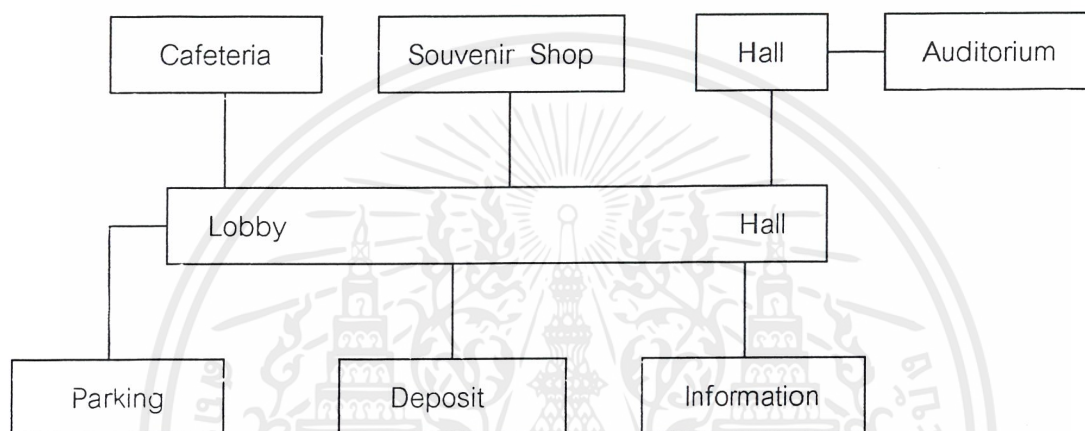 Cafeteria
Souvenir Shop
Hall
Auditorium
Lobby
Hall
Parking
Deposit
Information